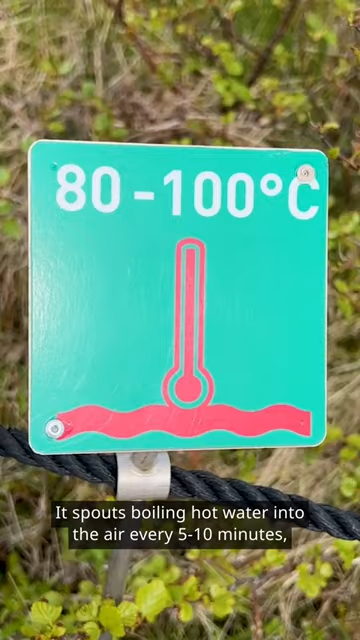 80-100°C
It spouts boiling hot water into
the air every 5-10 minutes,